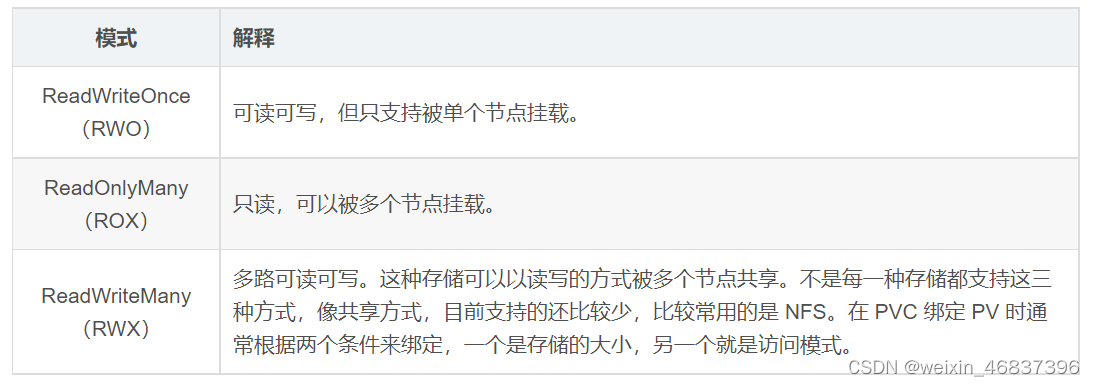 模式 解释
ReadWriteOnce
（RWO）
可读可写，但只支持被单个节点挂载。
ReadOnlyMany
（ROX）
只读，可以被多个节点挂载。
ReadWriteMany
（RWX）
多路可读可写。这种存储可以以读写的方式被多个节点共享。不是每一种存储都支持这三
种方式，像共享方式，目前支持的还比较少，比较常用的是 NFS。在 PVC 绑定 PV 时通
常根据两个条件来绑定，一个是存储的大小，另一个就是访问模式。
CSDN @weixin_46837396